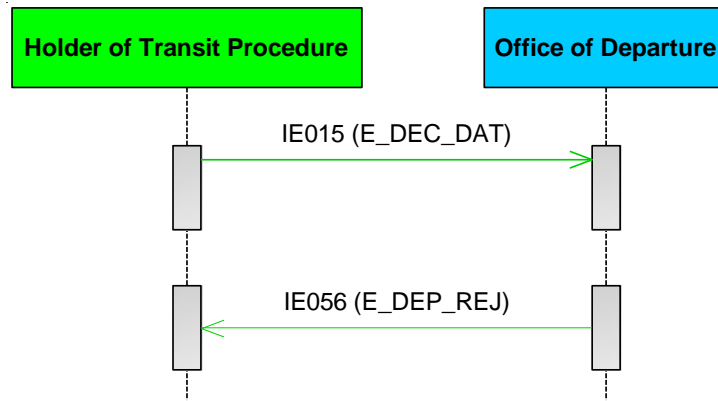 Holder of Transit Procedure
Office of Departure
IE015 (E_DEC_DAT)
IE056 (E_DEP_REJ)